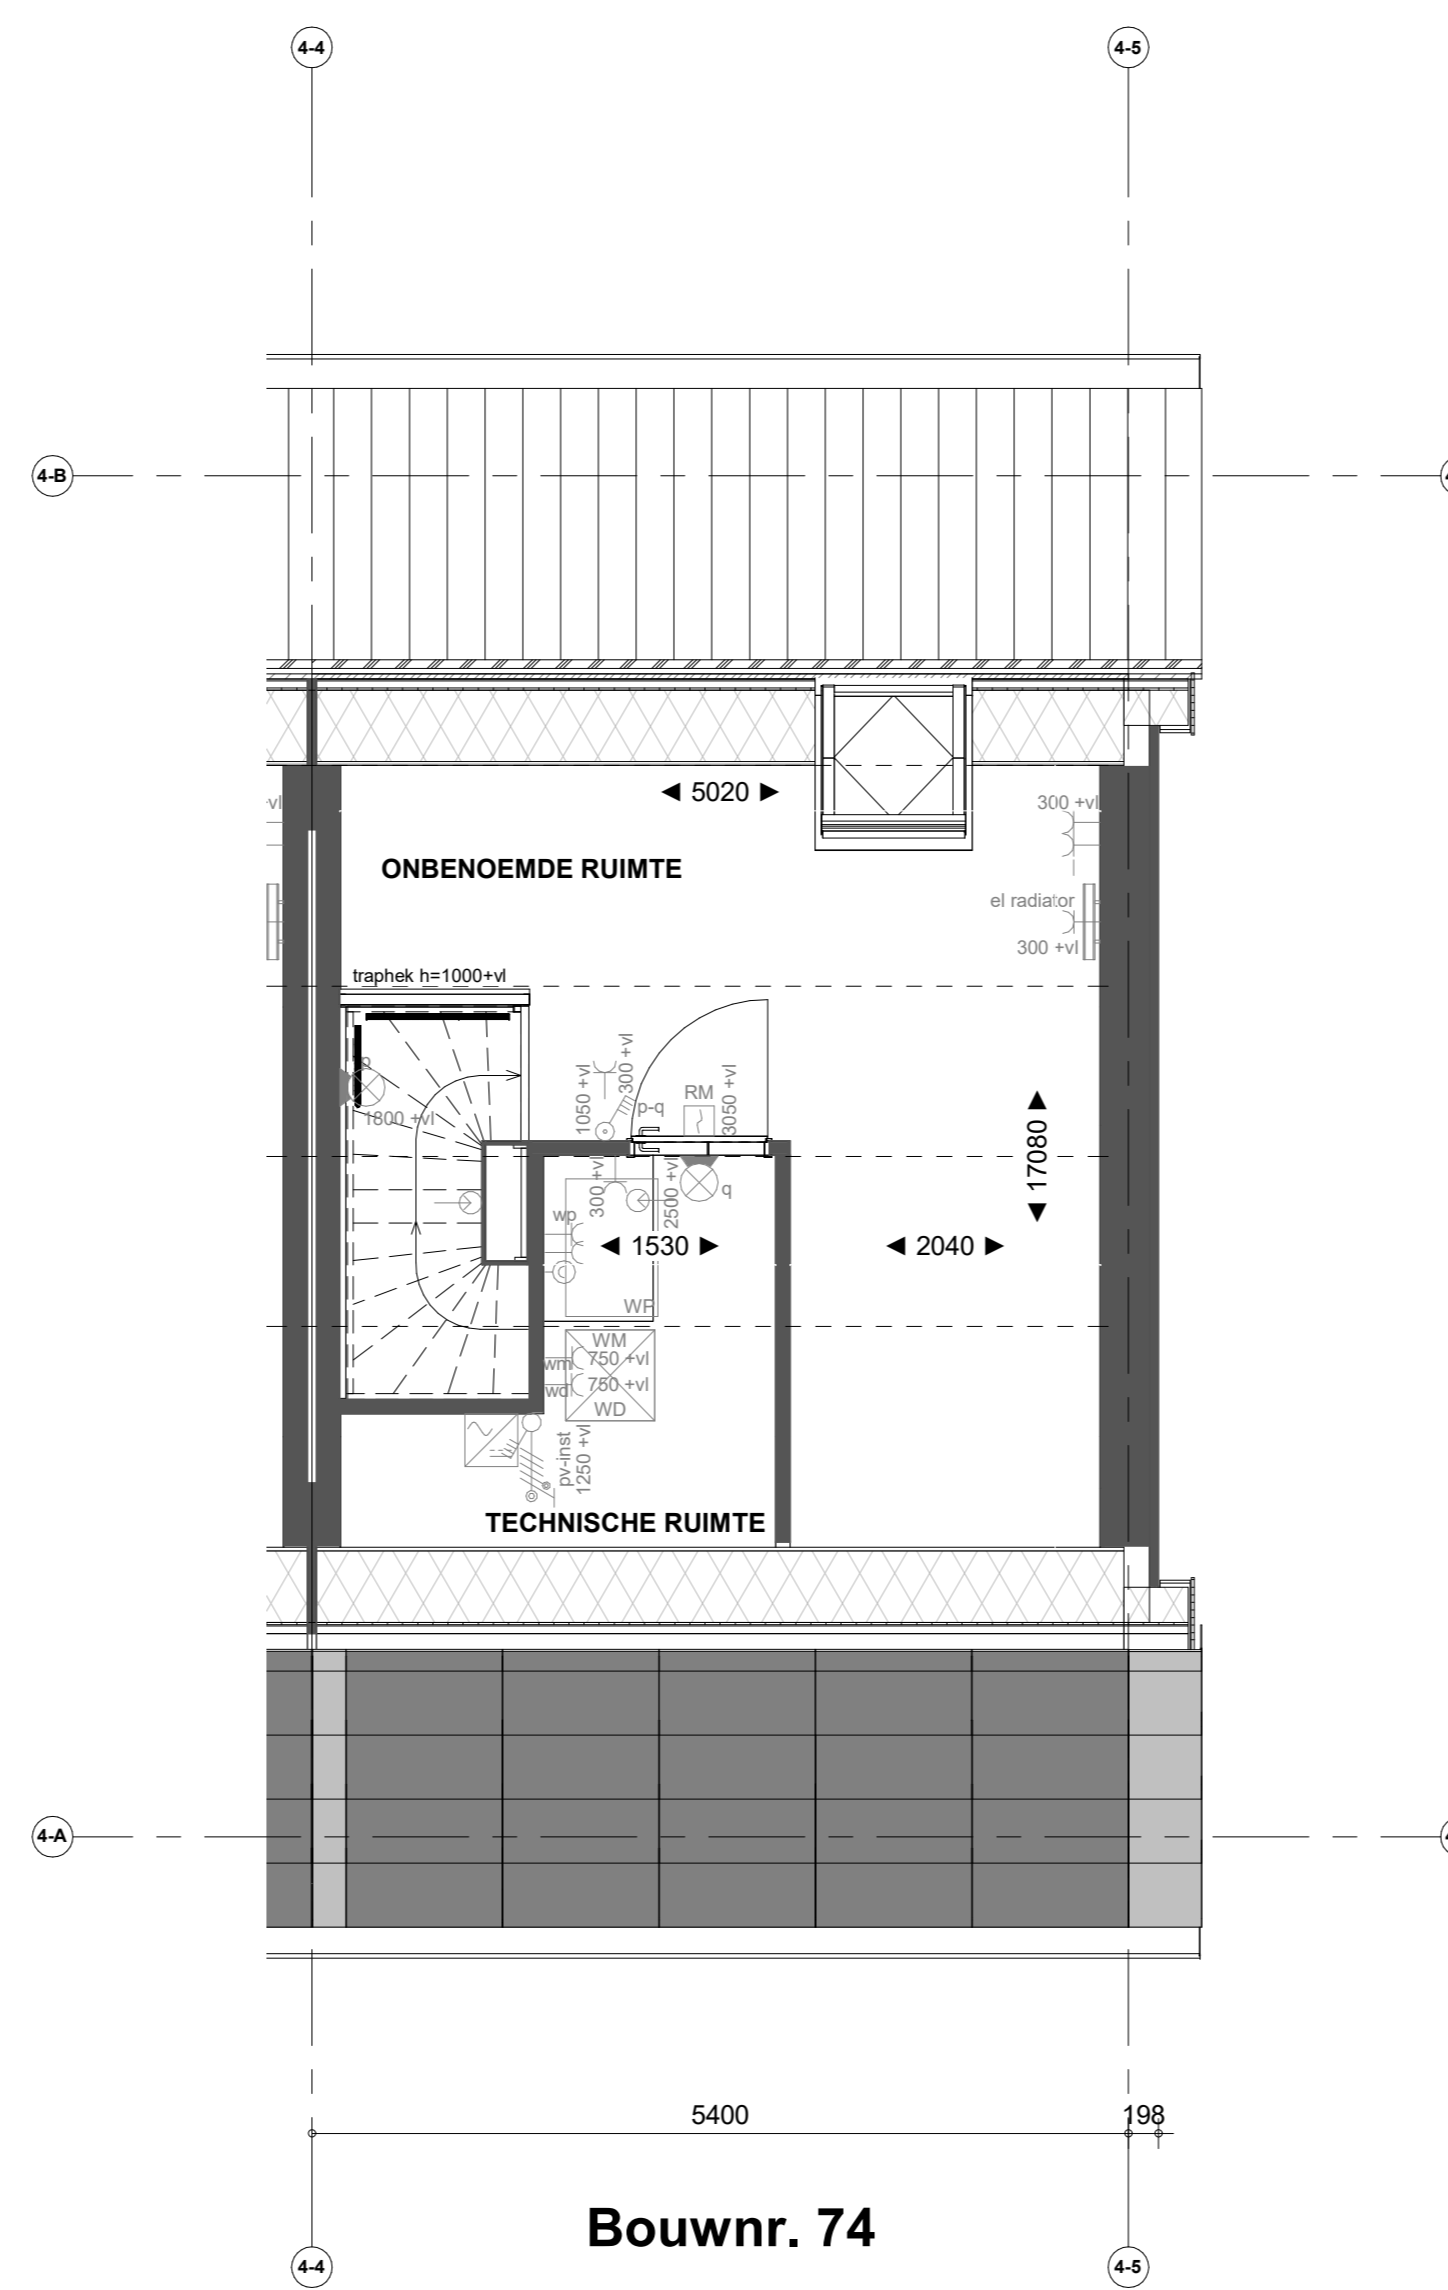 4-4
4-5
4-B
4
5020
ONBENOEMDE RUIMTE
+vl
300 +vl
el radiator
300 +vl
traphek h=1000+vl
p
1800 +vl
1050 +vl
300 +vl
p-q
RM
3050 +vl
17080
300 +vl
2500 +vl
q
wp
1530
2040
WP
WM
wm
750 +vl
wd
750 +vl
WD
pv-inst
1250 +vl
TECHNISCHE RUIMTE
4-A
4
5400
198
Bouwnr. 74
4-4
4-5